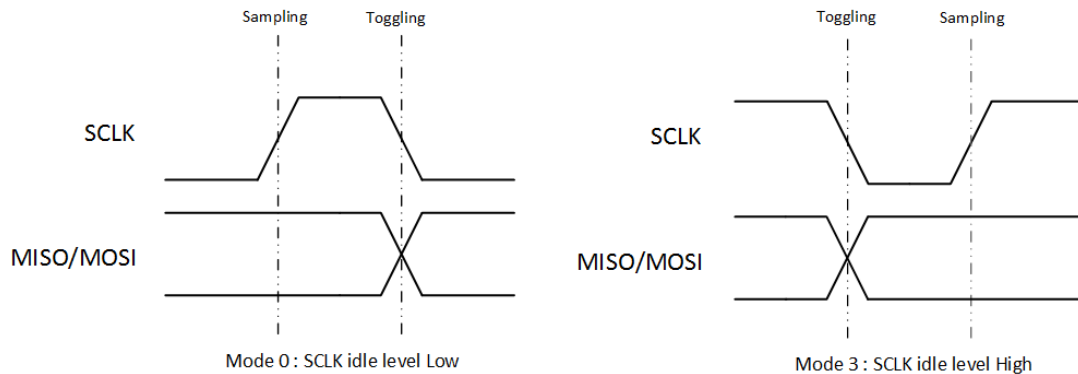 Sampling
Toggling
SCLK
MISO/MOSI
Mode 0 : SCLK idle level Low
Toggling
Sampling
SCLK
MISO/MOSI
Mode 3 : SCLK idle level High